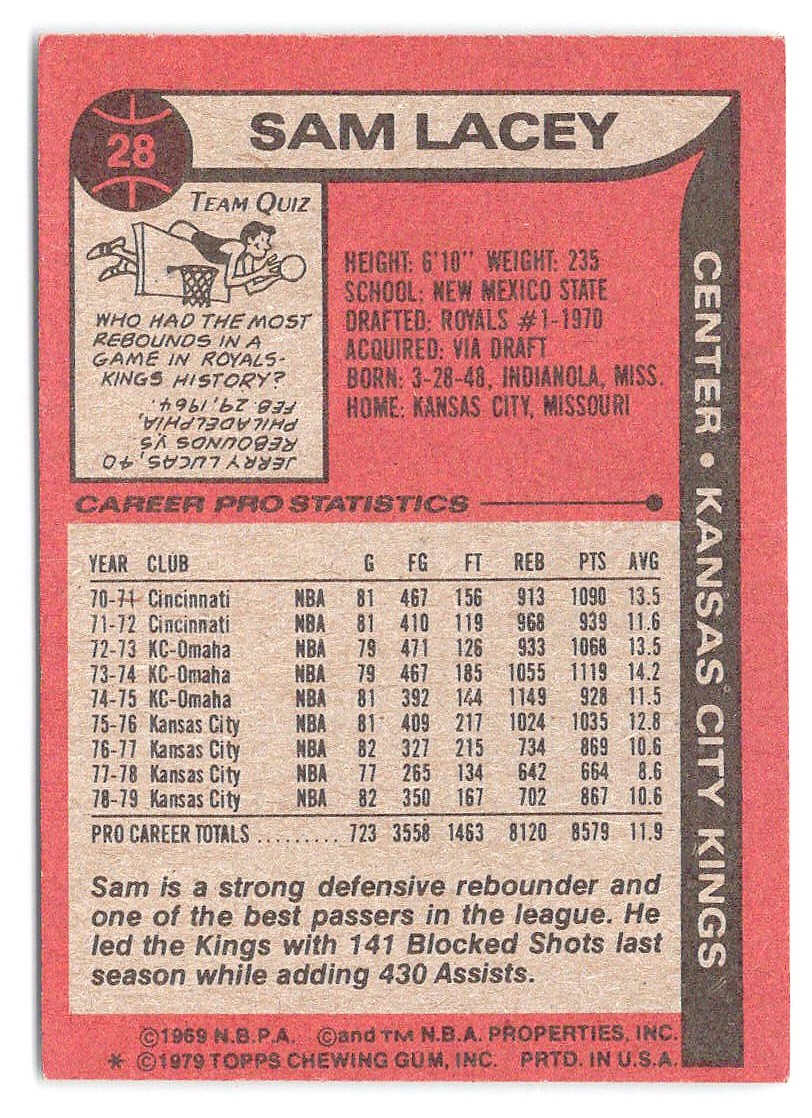 28
SAM LACEY
TEAM QUIZ
WHO HAD THE MOST
REBOUNDS IN A
GAME IN ROYALS-
KINGS HISTORY?
JERRY LUCAS, 40
REBOUNDS VS
PHILADELPHIA,
FEB. 29, 1964.
HEIGHT: 6'10" WEIGHT: 235
SCHOOL: NEW MEXICO STATE
DRAFTED: ROYALS #1-1970
ACQUIRED: VIA DRAFT
BORN: 3-28-48, INDIANOLA, MISS.
HOME: KANSAS CITY, MISSOURI
CENTER • KANSAS CITY KINGS
CAREER PRO STATISTICS
YEAR CLUB G FG FT REB PTS AVG
70-71 Cincinnati NBA 81 467 156 913 1090 13.5
71-72 Cincinnati NBA 81 410 119 968 939 11.6
72-73 KC-Omaha NBA 79 471 126 933 1068 13.5
73-74 KC-Omaha NBA 79 467 185 1055 1119 14.2
74-75 KC-Omaha NBA 81 392 144 1149 928 11.5
75-76 Kansas City NBA 81 409 217 1024 1035 12.8
76-77 Kansas City NBA 82 327 215 734 869 10.6
77-78 Kansas City NBA 77 265 134 642 664 8.6
78-79 Kansas City NBA 82 350 167 702 867 10.6
PRO CAREER TOTALS ......... 723 3558 1463 8120 8579 11.9
Sam is a strong defensive rebounder and
one of the best passers in the league. He
led the Kings with 141 Blocked Shots last
season while adding 430 Assists.
©1969 N.B.P.A. ©and TM N.B.A. PROPERTIES, INC.
* ©1979 TOPPS CHEWING GUM, INC. PRTD. IN U.S.A.